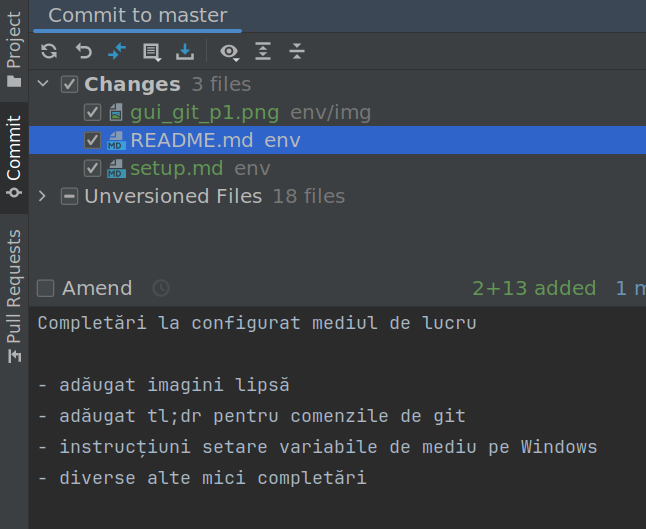 Commit to master
Project
Commit
Pull Requests
Changes 3 files
gui_git_p1.png env/img
MD README.md env
MD setup.md env
Unversioned Files 18 files
Amend 2+13 added 1 m
Completări la configurat mediul de lucru
- adăugat imagini lipsă
- adăugat tl;dr pentru comenzile de git
- instrucțiuni setare variabile de mediu pe Windows
- diverse alte mici completări